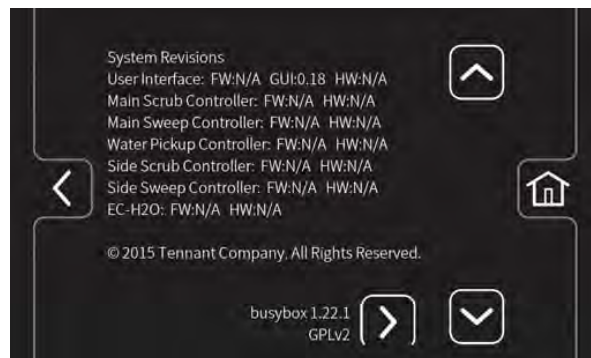 System Revisions
User Interface: FW:N/A GUI:0.18 HW:N/A
Main Scrub Controller: FW:N/A HW:N/A
Main Sweep Controller: FW:N/A HW:N/A
Water Pickup Controller: FW:N/A HW:N/A
Side Scrub Controller: FW:N/A HW:N/A
Side Sweep Controller: FW:N/A HW:N/A
EC-H2O: FW:N/A HW:N/A
© 2015 Tennant Company. All Rights Reserved.
busybox 1.22.1
GPLv2